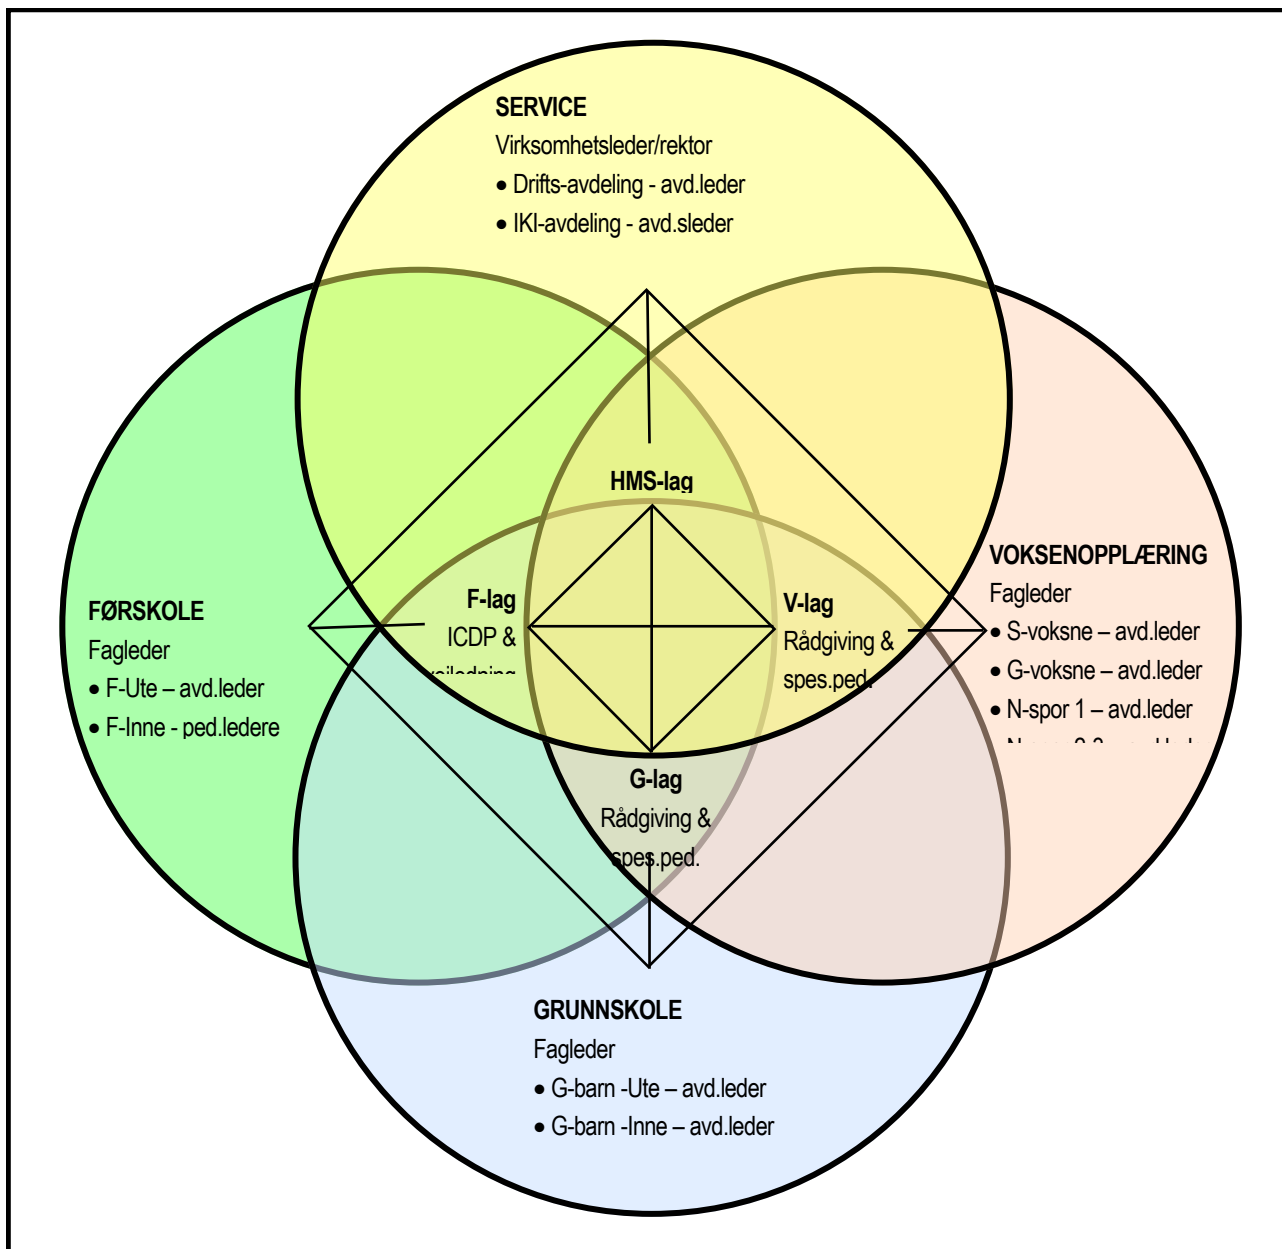 SERVICE
Virksomhetsleder/rektor
• Drifts-avdeling - avd.leder
• IKI-avdeling - avd.sleder
HMS-lag
F-lag
ICDP &
V-lag
Rådgiving &
spes.ped.
FØRSKOLE
Fagleder
• F-Ute – avd.leder
• F-Inne - ped.ledere
VOKSENOPPLÆRING
Fagleder
• S-voksne – avd.leder
• G-voksne – avd.leder
• N-spor 1 – avd.leder
G-lag
Rådgiving &
spes.ped.
GRUNNSKOLE
Fagleder
• G-barn -Ute – avd.leder
• G-barn -Inne – avd.leder